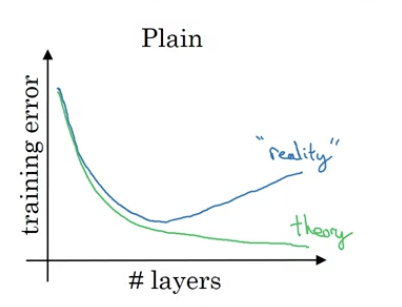 Plain
training error
"reality"
theory
# layers